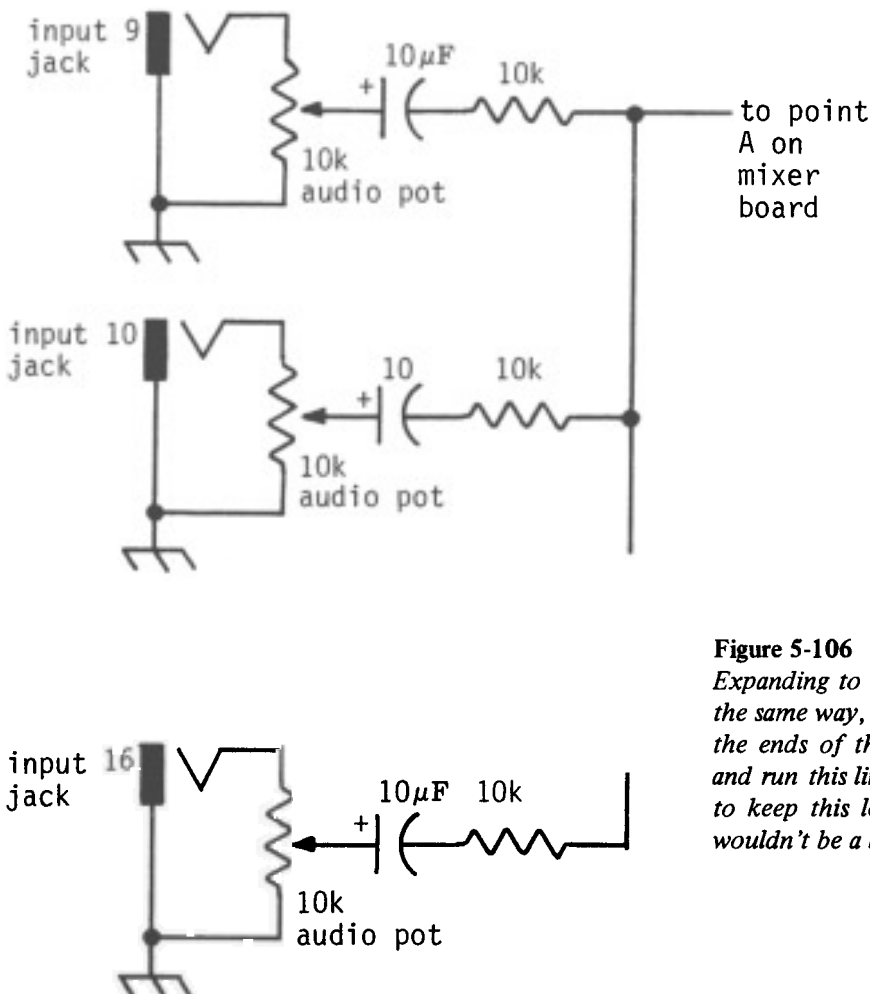 input 9
jack
10µF
10k
+
to point
A on
mixer
board
10k
audio pot
input 10
jack
10
10k
+
10k
audio pot
Figure 5-106
Expanding to
the same way,
the ends of th
and run this li
to keep this l
wouldn't be a
input 16
jack
10µF
10k
+
10k
audio pot